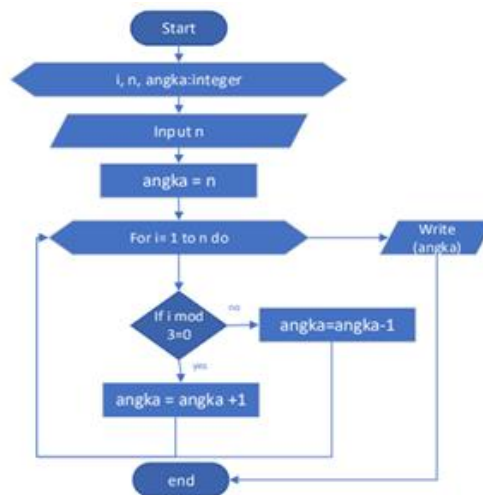 Start
i, n, angka:integer
Input n
angka = n
For i= 1 to n do
Write
(angka)
If i mod
3=0
no
angka=angka-1
yes
angka = angka +1
end